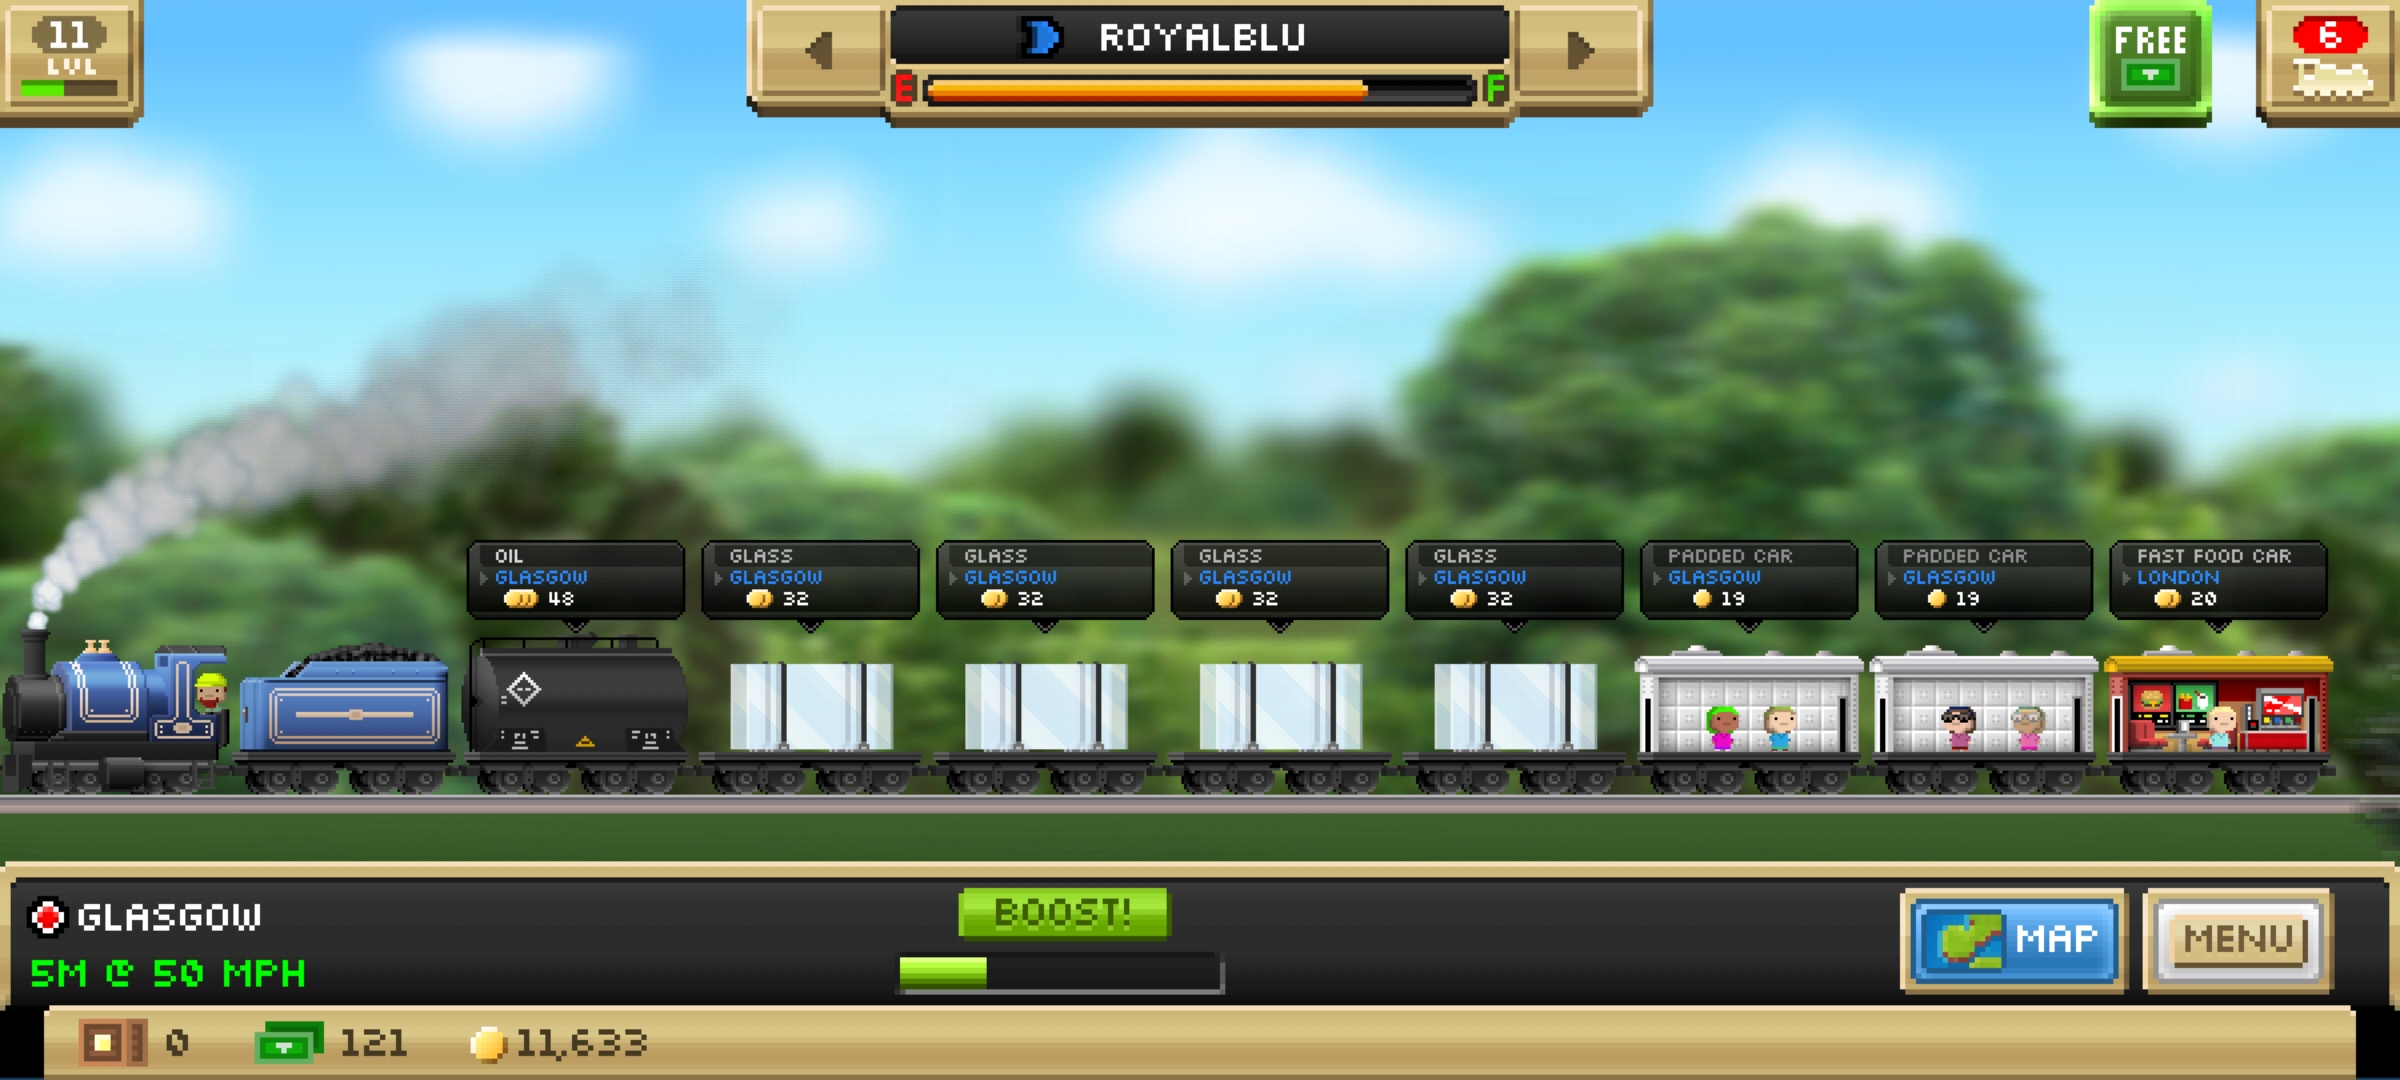 11
LVL
ROYALBLU
E F
FREE
6
OIL
GLASGOW
48
GLASS
GLASGOW
32
GLASS
GLASGOW
32
GLASS
GLASGOW
32
GLASS
GLASGOW
32
PADDED CAR
GLASGOW
19
PADDED CAR
GLASGOW
19
FAST FOOD CAR
LONDON
20
GLASGOW
5M @ 50 MPH
BOOST!
MAP
MENU
0
121
11,633